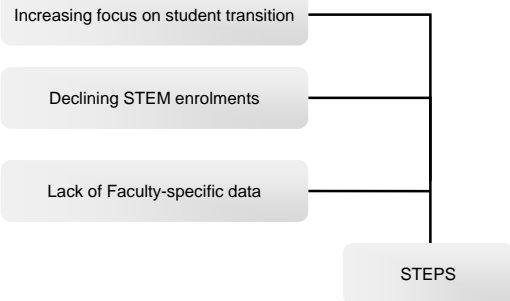 Increasing focus on student transition
Declining STEM enrolments
Lack of Faculty-specific data
STEPS